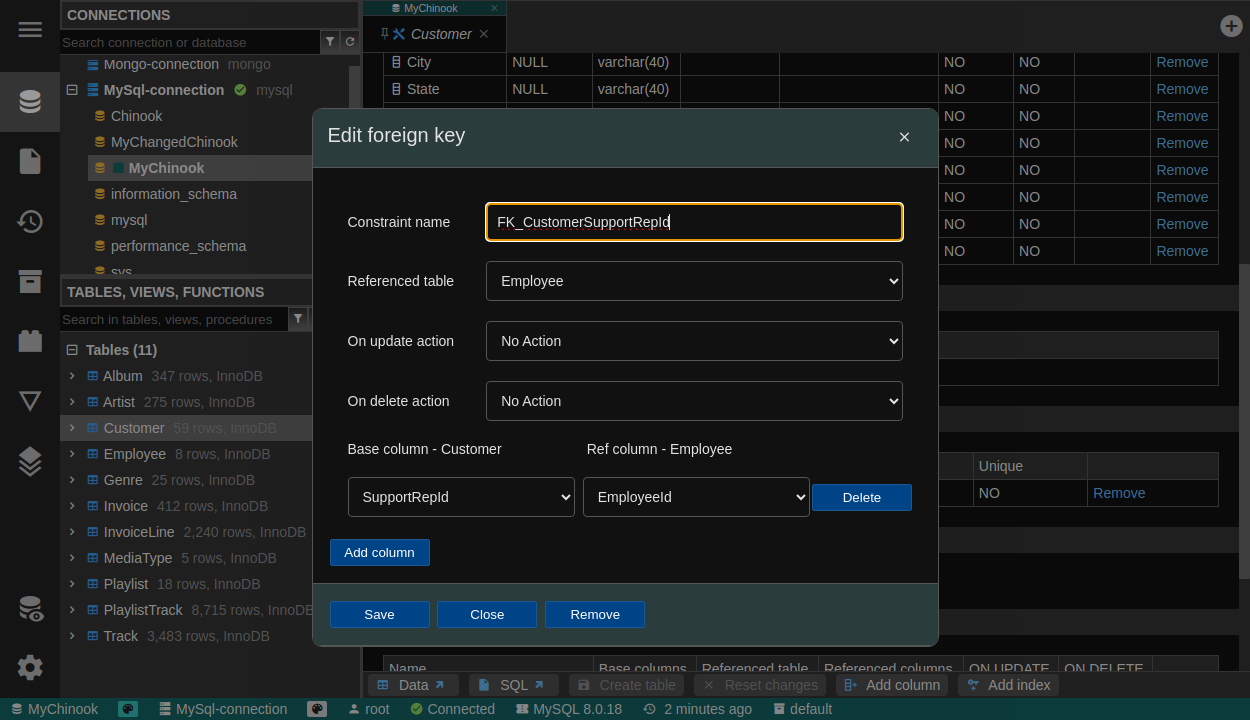 CONNECTIONS
Search connection or database
Mongo-connection mongo
MySql-connection mysql
Chinook
MyChangedChinook
MyChinook
information_schema
mysql
performance_schema
sys
TABLES, VIEWS, FUNCTIONS
Search in tables, views, procedures
Tables (11)
Album 347 rows, InnoDB
Artist 275 rows, InnoDB
Customer 59 rows, InnoDB
Employee 8 rows, InnoDB
Genre 25 rows, InnoDB
Invoice 412 rows, InnoDB
InvoiceLine 2,240 rows, InnoDB
MediaType 5 rows, InnoDB
Playlist 18 rows, InnoDB
PlaylistTrack 8,715 rows, InnoDB
Track 3,483 rows, InnoDB
MyChinook
Customer
City NULL varchar(40) NO NO Remove
State NULL varchar(40) NO NO Remove
NO NO Remove
NO NO Remove
NO NO Remove
NO NO Remove
NO NO Remove
NO NO Remove
Edit foreign key
Constraint name FK_CustomerSupportRepId
Referenced table Employee
On update action No Action
On delete action No Action
Base column - Customer Ref column - Employee
SupportRepId EmployeeId Delete
Add column
Save Close Remove
Unique
NO Remove
Name Base columns Referenced table Referenced columns ON UPDATE ON DELETE
Data SQL Create table Reset changes Add column Add index
MyChinook MySql-connection root Connected MySQL 8.0.18 2 minutes ago default